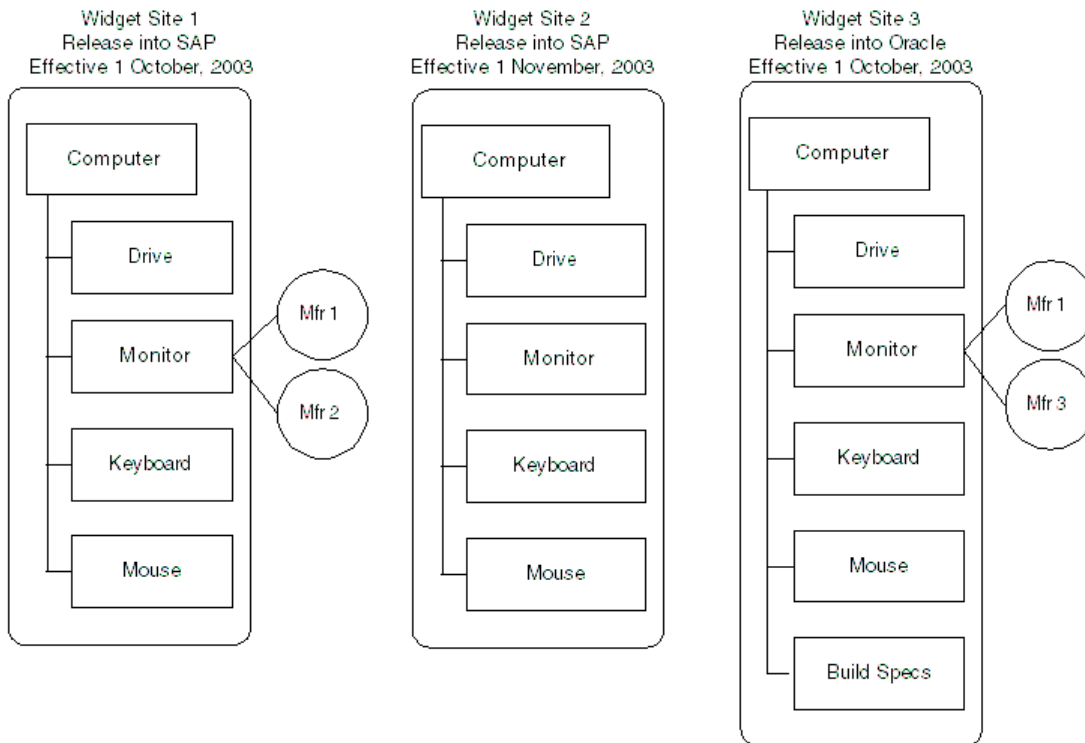 Widget Site 1
Release into SAP
Effective 1 October, 2003
Computer
Drive
Monitor
Keyboard
Mouse
Mfr 1
Mfr 2
Widget Site 2
Release into SAP
Effective 1 November, 2003
Computer
Drive
Monitor
Keyboard
Mouse
Widget Site 3
Release into Oracle
Effective 1 October, 2003
Computer
Drive
Monitor
Keyboard
Mouse
Build Specs
Mfr 1
Mfr 3